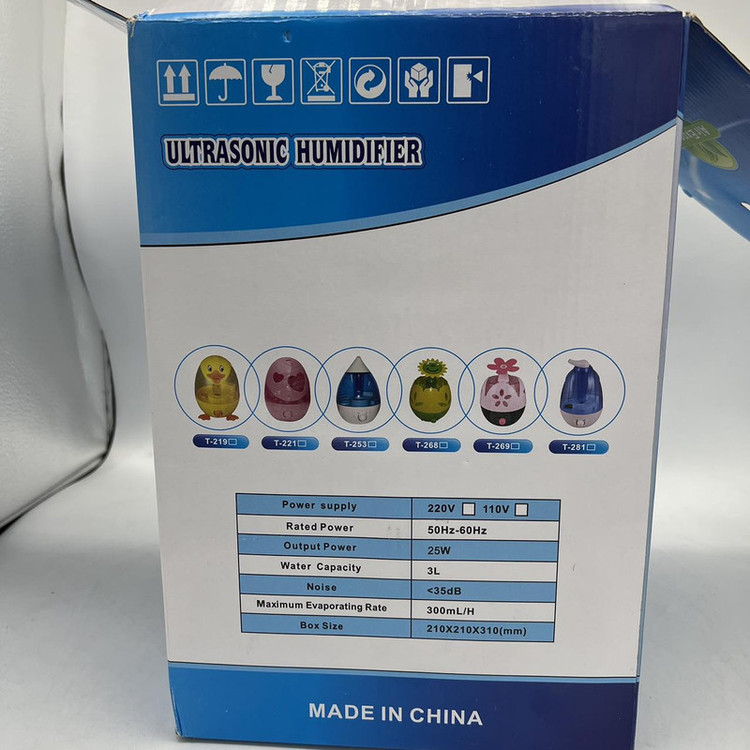 ULTRASONIC HUMIDIFIER
T-219 T-221 T-253 T-268 T-269 T-281
Power supply 220V 110V
Rated Power 50Hz-60Hz
Output Power 25W
Water Capacity 3L
Noise <35dB
Maximum Evaporating Rate 300mL/H
Box Size 210X210X310(mm)
MADE IN CHINA